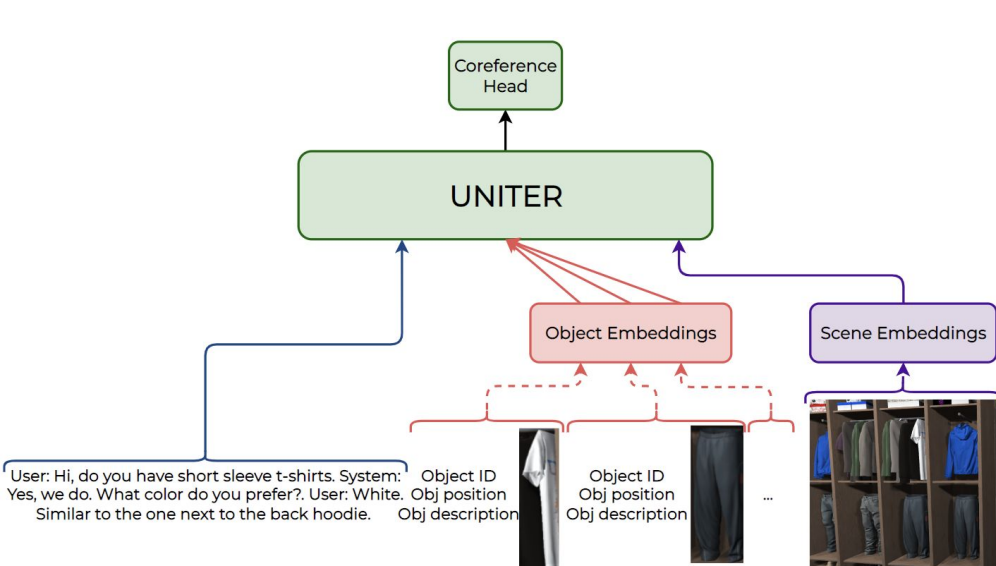 Coreference
Head
UNITER
Object Embeddings
Scene Embeddings
User: Hi, do you have short sleeve t-shirts. System:
Yes, we do. What color do you prefer?. User: White.
Similar to the one next to the back hoodie.
Object ID
Obj position
Obj description
Object ID
Obj position
Obj description
...